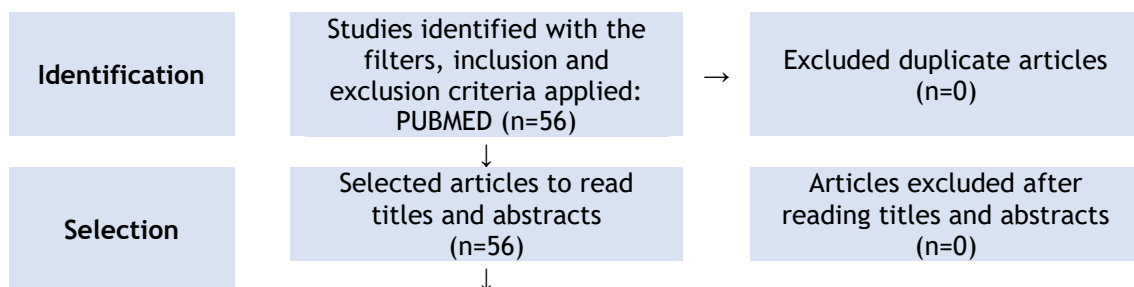 Identification
Studies identified with the
filters, inclusion and
exclusion criteria applied:
PUBMED (n=56)
↓
→
Excluded duplicate articles
(n=0)
Selection
Selected articles to read
titles and abstracts
(n=56)
↓
Articles excluded after
reading titles and abstracts
(n=0)